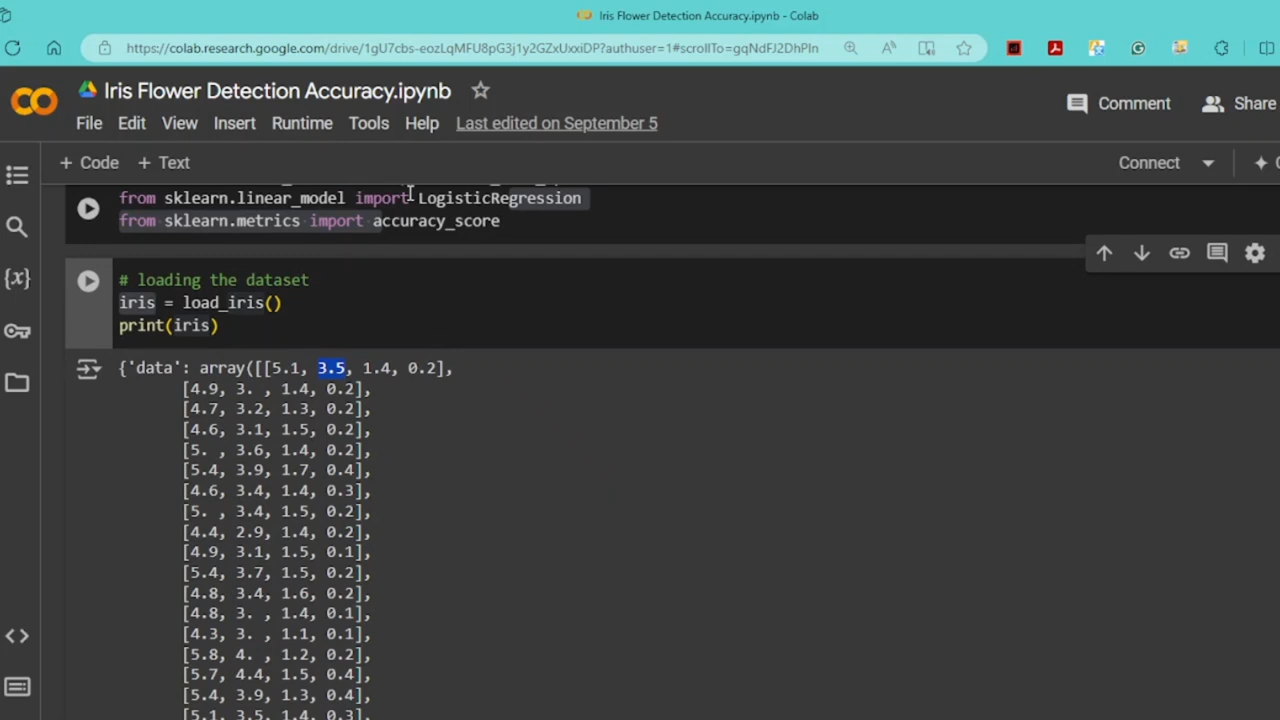 Iris Flower Detection Accuracy.ipynb - Colab
https://colab.research.google.com/drive/1gU7cbs-eozLqMFU8pG3j1y2GZxUxxiDP?authuser=1#scrollTo=gqNdFJ2DhPln
Iris Flower Detection Accuracy.ipynb
Comment
Share
File Edit View Insert Runtime Tools Help Last edited on September 5
+ Code + Text
Connect
from sklearn.linear_model import LogisticRegression
from sklearn.metrics import accuracy_score
# loading the dataset
iris = load_iris()
print(iris)
{'data': array([[5.1, 3.5, 1.4, 0.2],
[4.9, 3. , 1.4, 0.2],
[4.7, 3.2, 1.3, 0.2],
[4.6, 3.1, 1.5, 0.2],
[5. , 3.6, 1.4, 0.2],
[5.4, 3.9, 1.7, 0.4],
[4.6, 3.4, 1.4, 0.3],
[5. , 3.4, 1.5, 0.2],
[4.4, 2.9, 1.4, 0.2],
[4.9, 3.1, 1.5, 0.1],
[5.4, 3.7, 1.5, 0.2],
[4.8, 3.4, 1.6, 0.2],
[4.8, 3. , 1.4, 0.1],
[4.3, 3. , 1.1, 0.1],
[5.8, 4. , 1.2, 0.2],
[5.7, 4.4, 1.5, 0.4],
[5.4, 3.9, 1.3, 0.4],
[5.1, 3.5, 1.4, 0.3],